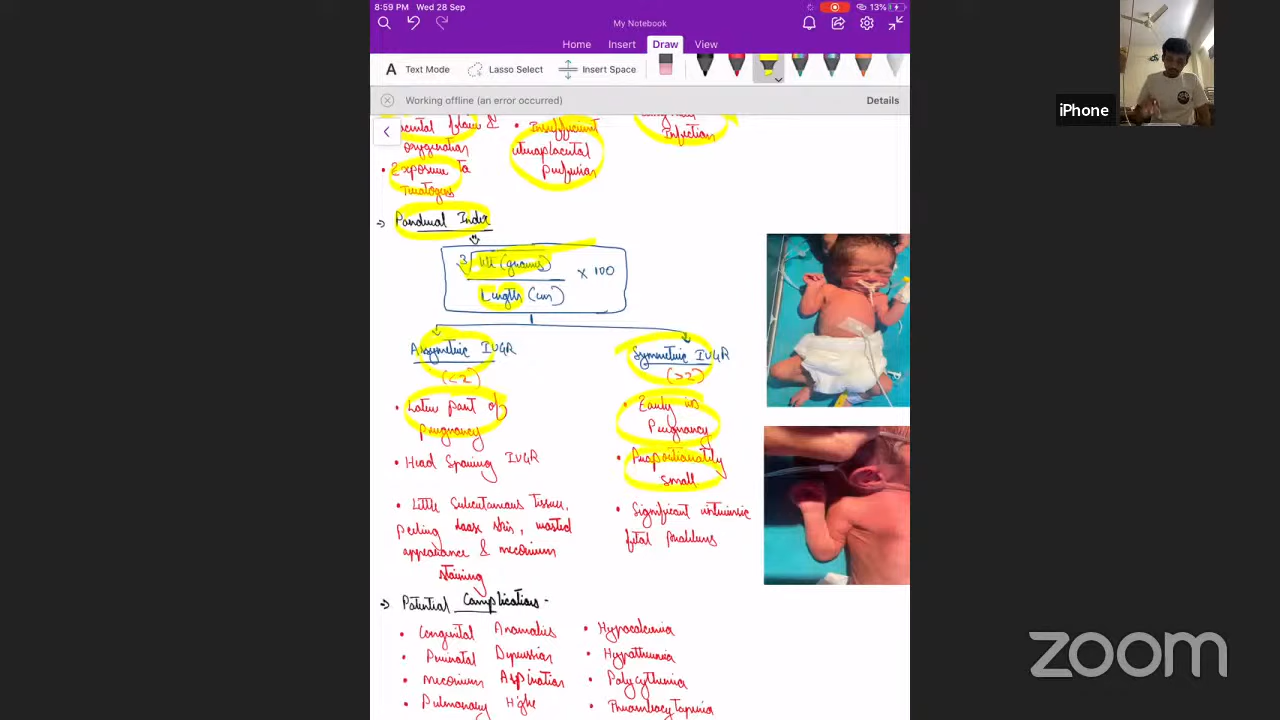 8:59 PM Wed 28 Sep
13%
My Notebook
Home Insert Draw View
A Text Mode Lasso Select Insert Space
Working offline (an error occurred) Details
iPhone
Insufficient
uteroplacental
Infection
oxygenation
Exposure to
Ponderal Index
3√Wt (grams)
Length (cm)
X 100
Assymetric IUGR
(<2)
• Later part of
pregnancy
• Head Sparing IUGR
• Little Subcutaneous Tissue,
peeling loose skin, wasted
appearance & meconium
staining
Symmetric IUGR
(>2)
• Early in
Pregnancy
• Proportionately
small
• Significant intrinsic
fetal problems
→ Potential Complications -
• Congenital Anomalies
• Perinatal Depression
• Meconium Aspiration
• Pulmonary
• Hypocalcemia
• Hypothermia
• Polycythemia
• Thrombocytopenia
zoom